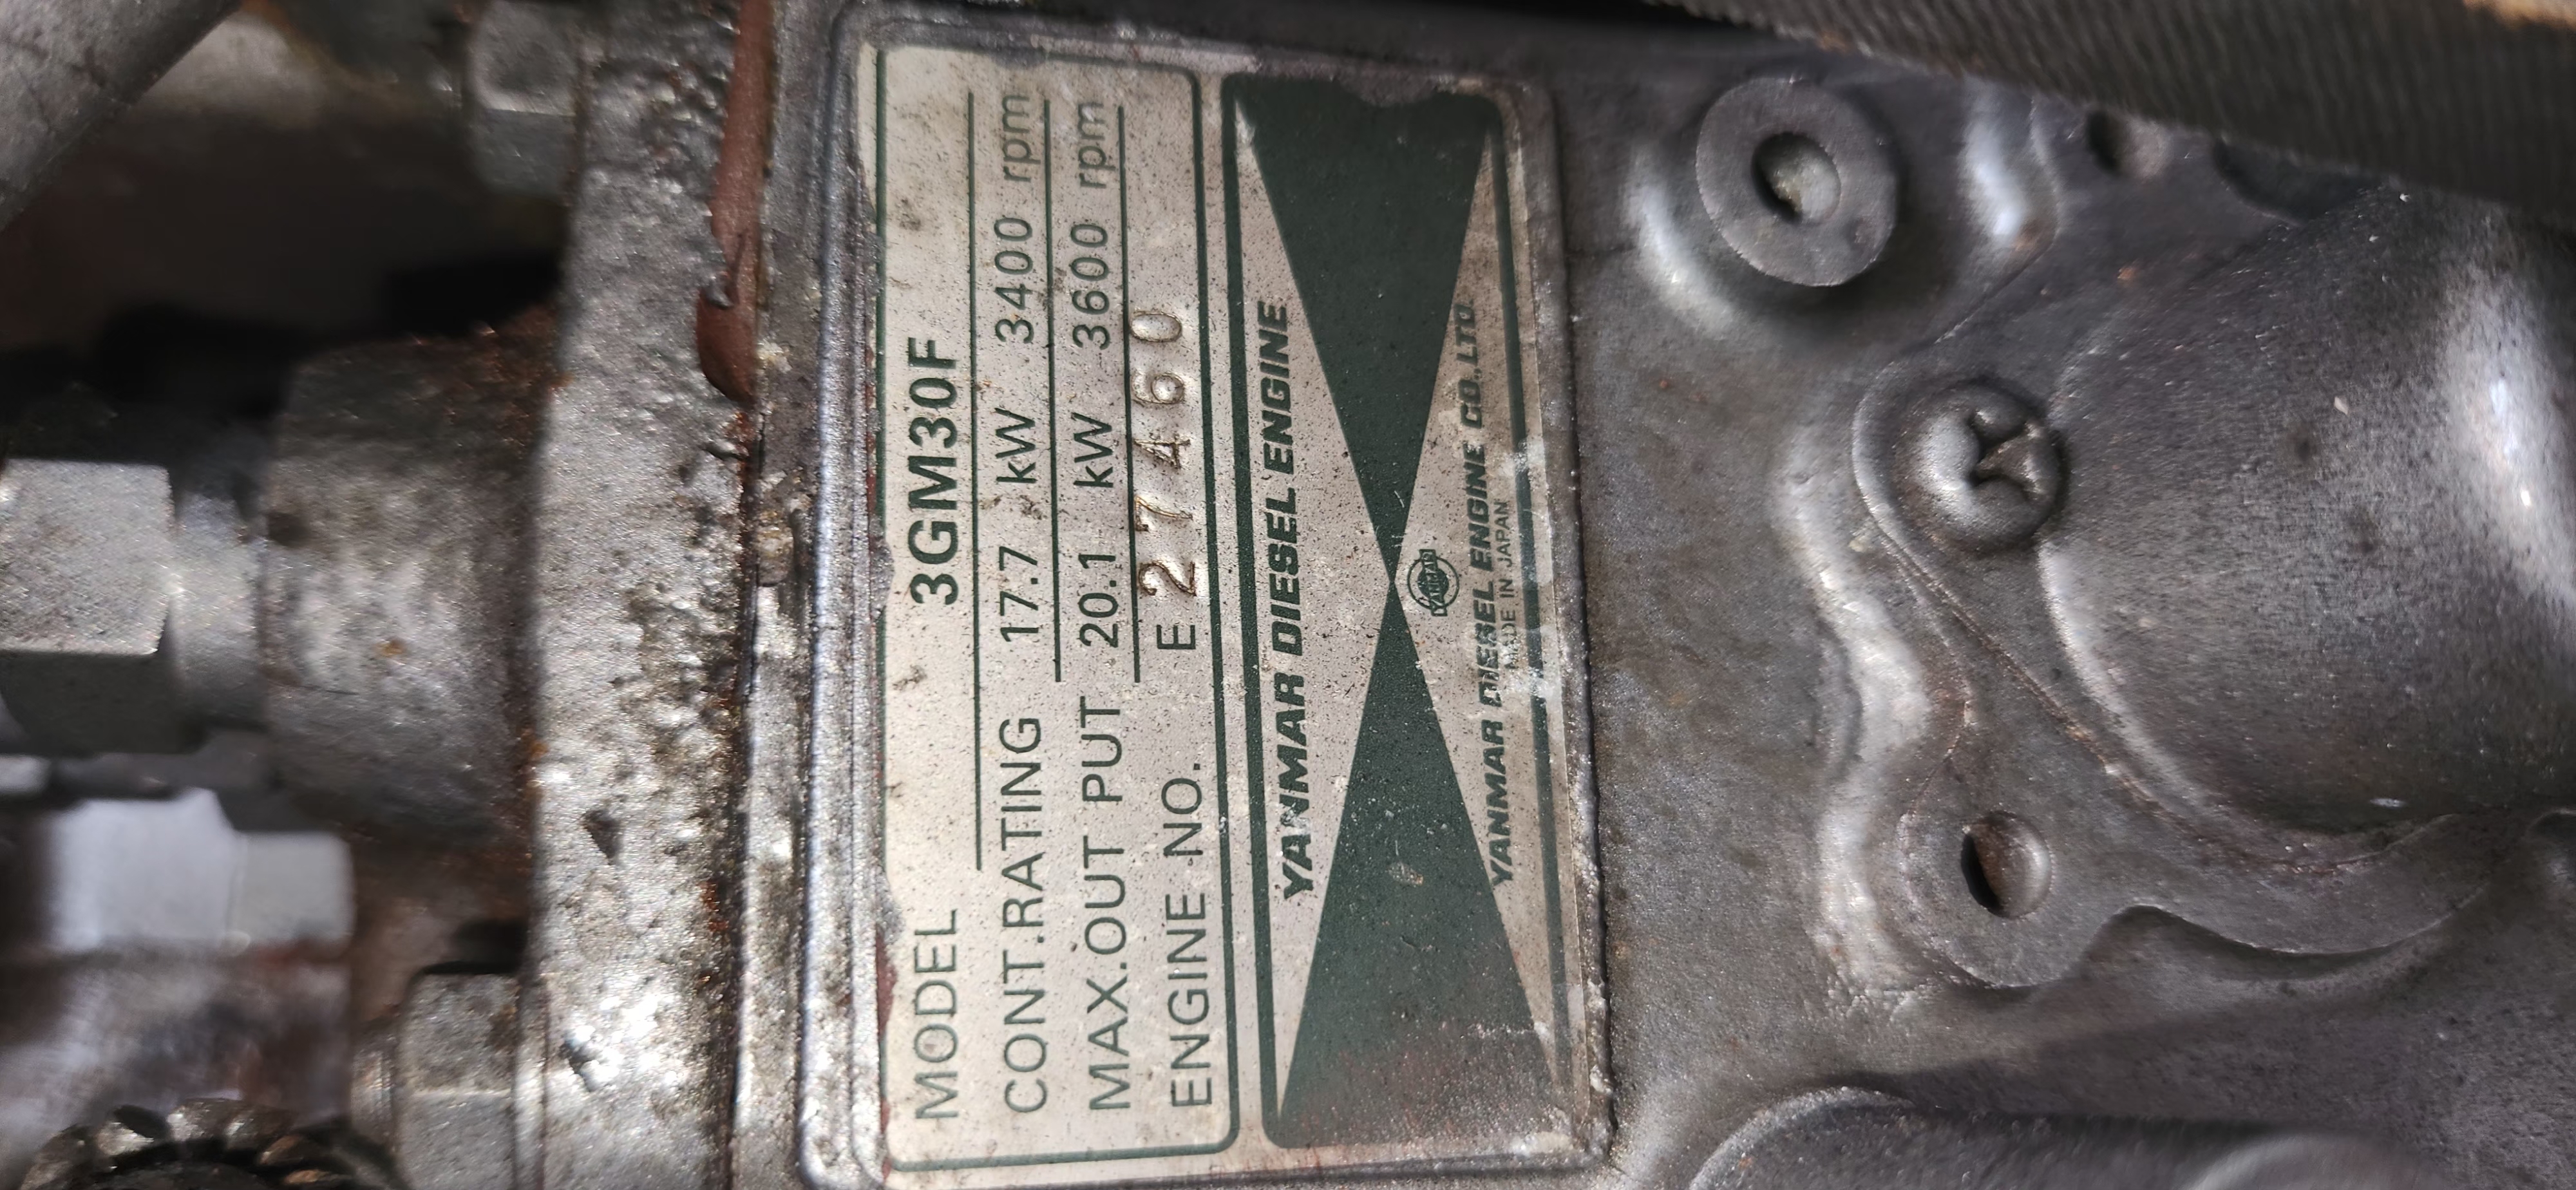 MODEL 3GM30F
CONT.RATING 17.7 kW 3400 rpm
MAX.OUT PUT 20.1 kW 3600 rpm
ENGINE NO. E 27460
YANMAR DIESEL ENGINE
YANMAR
YANMAR DIESEL ENGINE CO.,LTD
MADE IN JAPAN